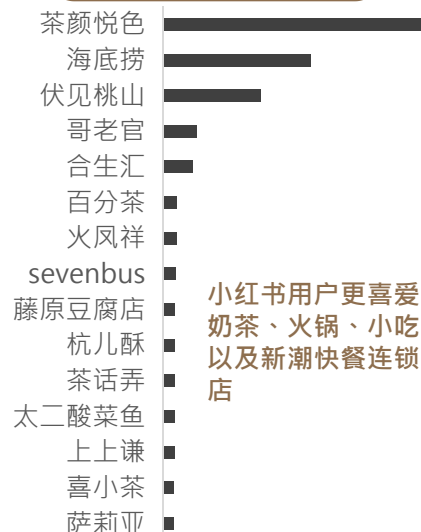 茶颜悦色
海底捞
伏见桃山
哥老官
合生汇
百分茶
火凤祥
sevenbus
藤原豆腐店
杭儿酥
茶话弄
太二酸菜鱼
上上谦
喜小茶
萨莉亚
小红书用户更喜爱
奶茶、火锅、小吃
以及新潮快餐连锁
店